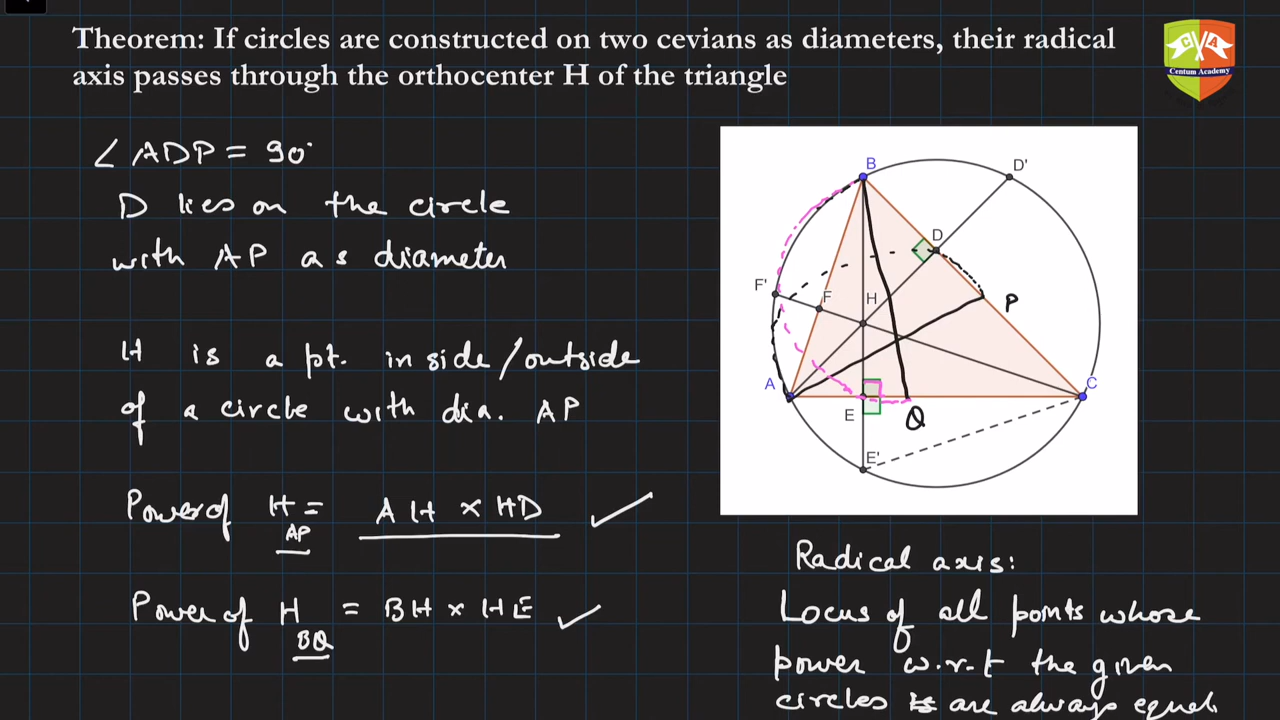 Theorem: If circles are constructed on two cevians as diameters, their radical
axis passes through the orthocenter H of the triangle
C A
Centum Academy
∠ADP = 90°
D lies on the circle
with AP as diameter
H is a pt. inside/outside
of a circle with dia. AP
Power of H = AH × HD
AP
Power of H = BH × HE
BQ
B
D'
D
F'
F
H
P
A
C
E
Q
E'
Radical axis:
Locus of all points whose
power w.r.t the given
circles is are always equal.